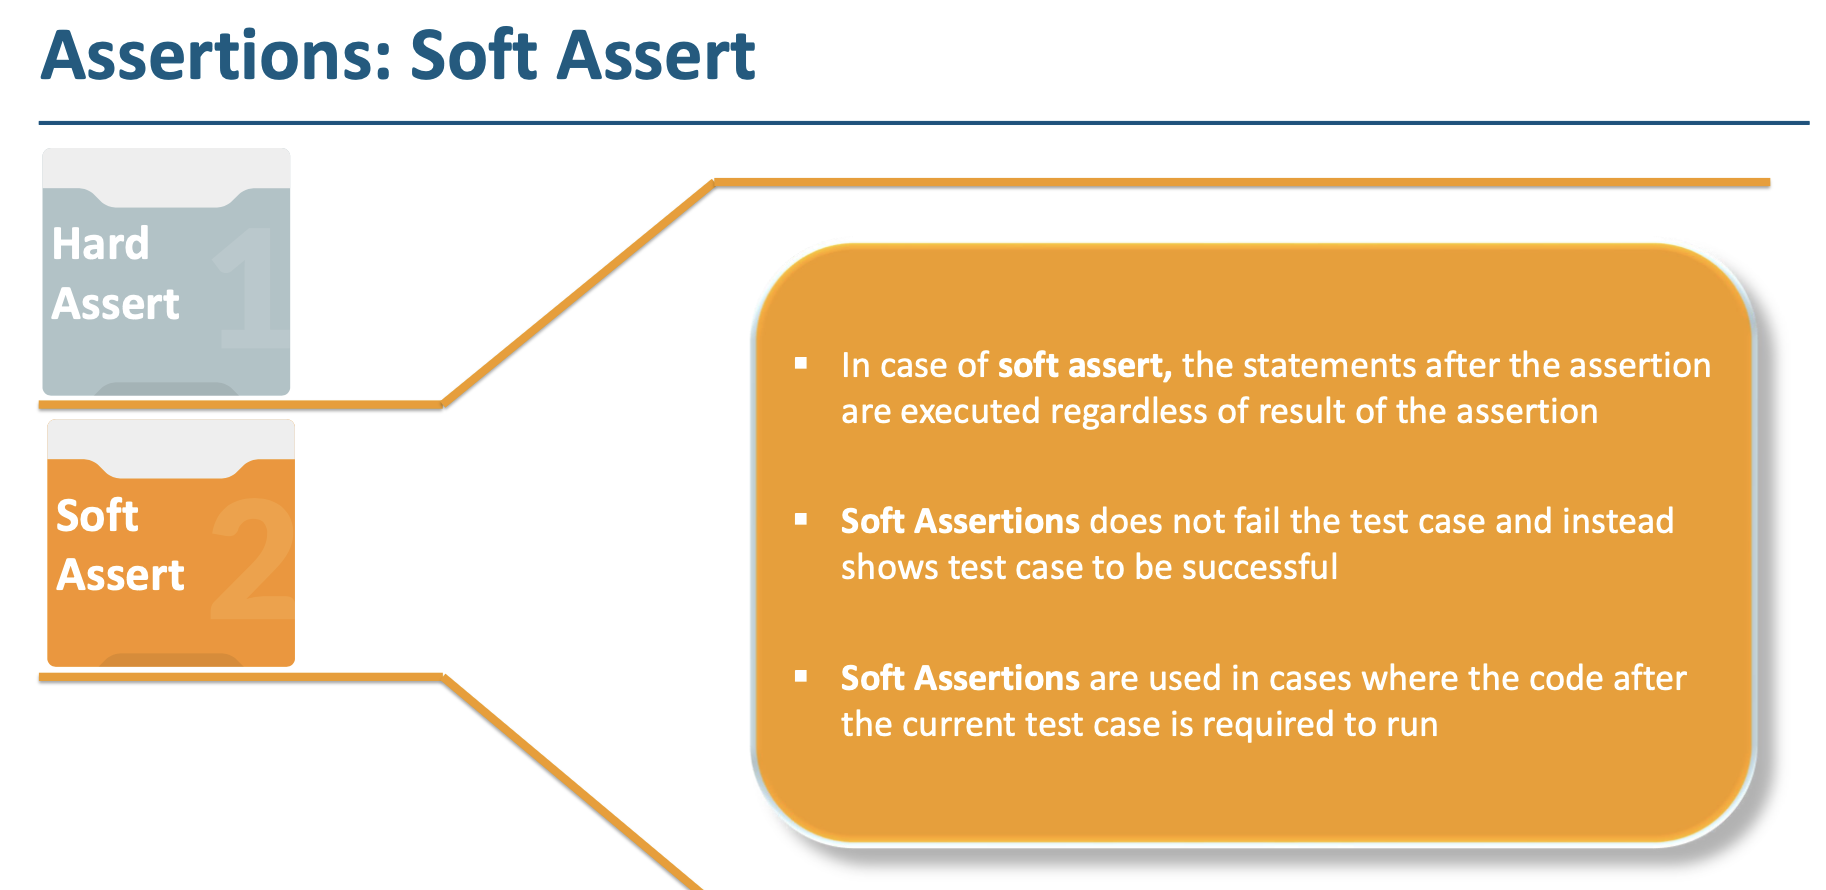 Assertions: Soft Assert
Hard
Assert
1
Soft
Assert
2
▪ In case of soft assert, the statements after the assertion
are executed regardless of result of the assertion
▪ Soft Assertions does not fail the test case and instead
shows test case to be successful
▪ Soft Assertions are used in cases where the code after
the current test case is required to run